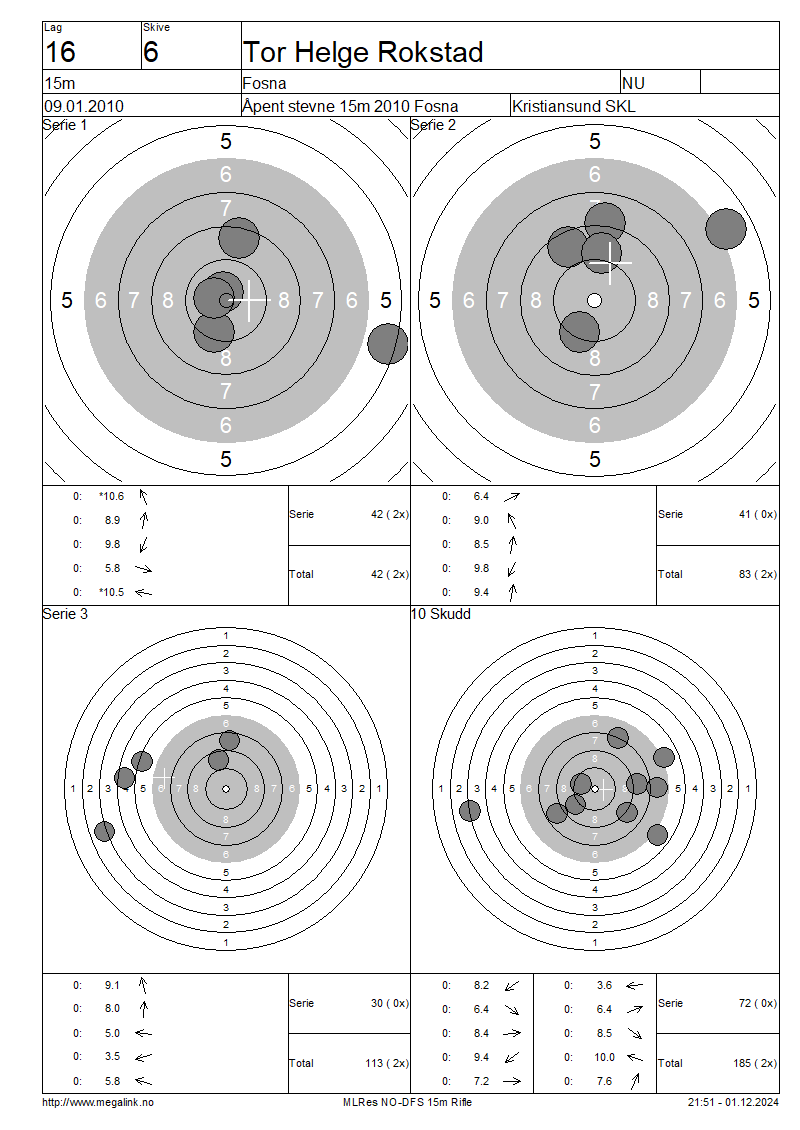 Lag Skive
16 6 Tor Helge Rokstad
15m Fosna NU
09.01.2010 Åpent stevne 15m 2010 Fosna Kristiansund SKL
Serie 1 Serie 2
5 5
6 6
7 7
5 6 7 8 8 7 6 5 5 6 7 8 8 7 6 5
8 8
7 7
6 6
5 5
0: *10.6 0: 6.4
0: 8.9 Serie 42 ( 2x) 0: 9.0 Serie 41 ( 0x)
0: 9.8 0: 8.5
0: 5.8 Total 42 ( 2x) 0: 9.8 Total 83 ( 2x)
0: *10.5 0: 9.4
Serie 3 10 Skudd
1 1
2 2
3 3
4 4
5 5
6 6
7 7
8
1 2 3 4 5 6 7 8 8 7 6 5 4 3 2 1 1 2 3 4 5 6 7 8 8 6 5 4 3 2 1
8 8
7 7
6 6
5 5
4 4
3 3
2 2
1 1
0: 9.1 0: 8.2 0: 3.6
0: 8.0 Serie 30 ( 0x) 0: 6.4 0: 6.4 Serie 72 ( 0x)
0: 5.0 0: 8.4 0: 8.5
0: 3.5 Total 113 ( 2x) 0: 9.4 0: 10.0 Total 185 ( 2x)
0: 5.8 0: 7.2 0: 7.6
http://www.megalink.no MLRes NO-DFS 15m Rifle 21:51 - 01.12.2024